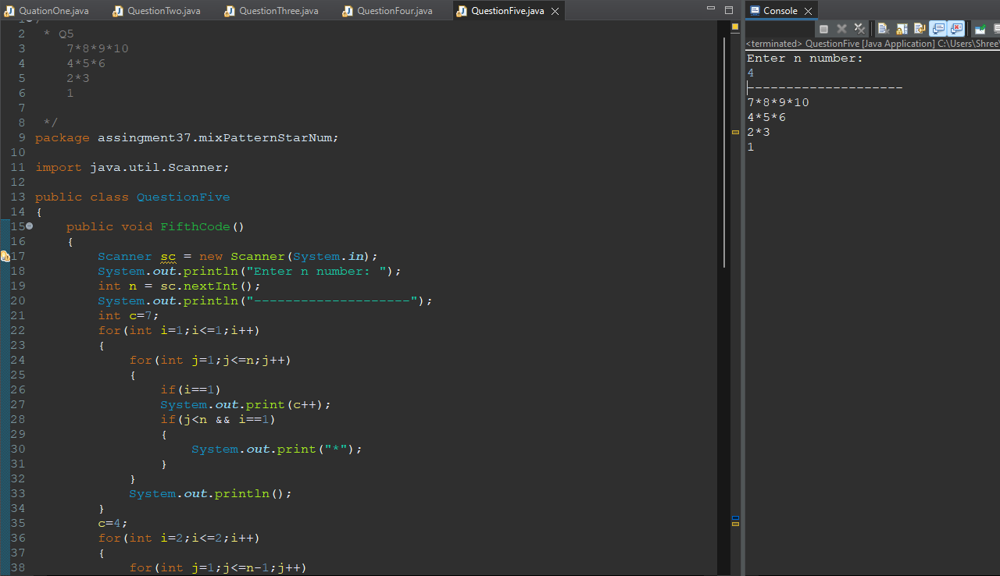 QuationOne.java QuestionTwo.java QuestionThree.java QuestionFour.java QuestionFive.java
2 * Q5
3 7*8*9*10
4 4*5*6
5 2*3
6 1
7
8 */
9 package assingment37.mixPatternStarNum;
10
11 import java.util.Scanner;
12
13 public class QuestionFive
14 {
15 public void FifthCode()
16 {
17 Scanner sc = new Scanner(System.in);
18 System.out.println("Enter n number: ");
19 int n = sc.nextInt();
20 System.out.println("--------------------");
21 int c=7;
22 for(int i=1;i<=1;i++)
23 {
24 for(int j=1;j<=n;j++)
25 {
26 if(i==1)
27 System.out.print(c++);
28 if(j<n && i==1)
29 {
30 System.out.print("*");
31 }
32 }
33 System.out.println();
34 }
35 c=4;
36 for(int i=2;i<=2;i++)
37 {
38 for(int j=1;j<=n-1;j++)
Console
<terminated> QuestionFive [Java Application] C:\Users\Shree\
Enter n number:
4
--------------------
7*8*9*10
4*5*6
2*3
1